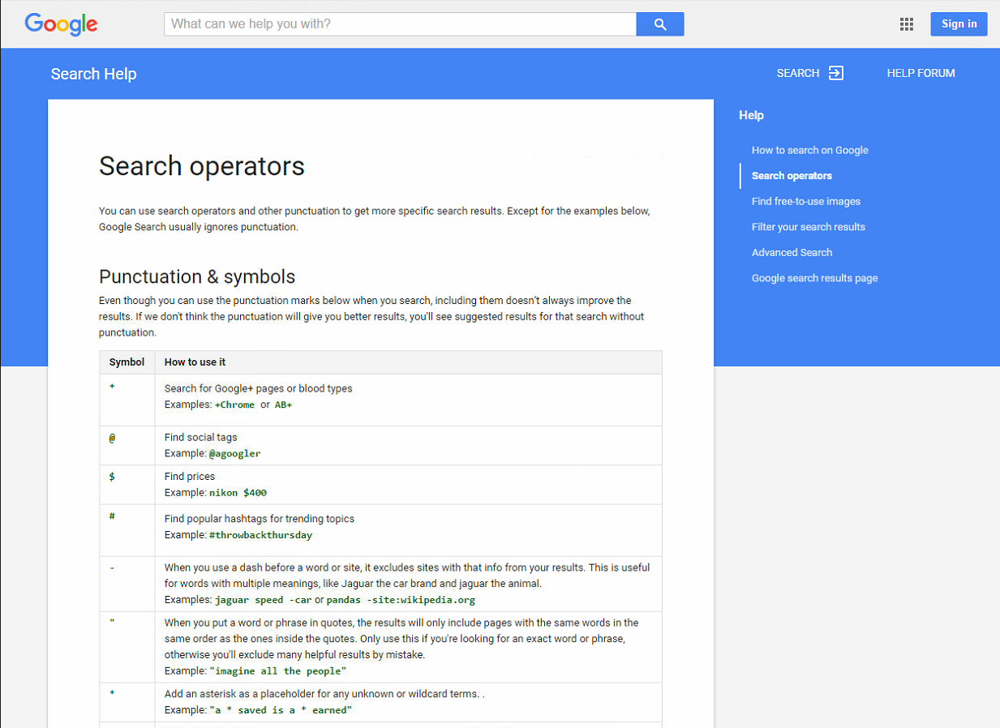 Google
What can we help you with?
Sign in
Search Help
SEARCH
HELP FORUM
Search operators
You can use search operators and other punctuation to get more specific search results. Except for the examples below,
Google Search usually ignores punctuation.
Punctuation & symbols
Even though you can use the punctuation marks below when you search, including them doesn't always improve the
results. If we don't think the punctuation will give you better results, you'll see suggested results for that search without
punctuation.
Symbol How to use it
+ Search for Google+ pages or blood types
Examples: +Chrome or AB+
@ Find social tags
Example: @agoogler
$ Find prices
Example: nikon $400
# Find popular hashtags for trending topics
Example: #throwbackthursday
- When you use a dash before a word or site, it excludes sites with that info from your results. This is useful
for words with multiple meanings, like Jaguar the car brand and jaguar the animal.
Examples: jaguar speed -car or pandas -site:wikipedia.org
" When you put a word or phrase in quotes, the results will only include pages with the same words in the
same order as the ones inside the quotes. Only use this if you're looking for an exact word or phrase,
otherwise you'll exclude many helpful results by mistake.
Example: "imagine all the people"
* Add an asterisk as a placeholder for any unknown or wildcard terms. .
Example: "a * saved is a * earned"
Help
How to search on Google
Search operators
Find free-to-use images
Filter your search results
Advanced Search
Google search results page